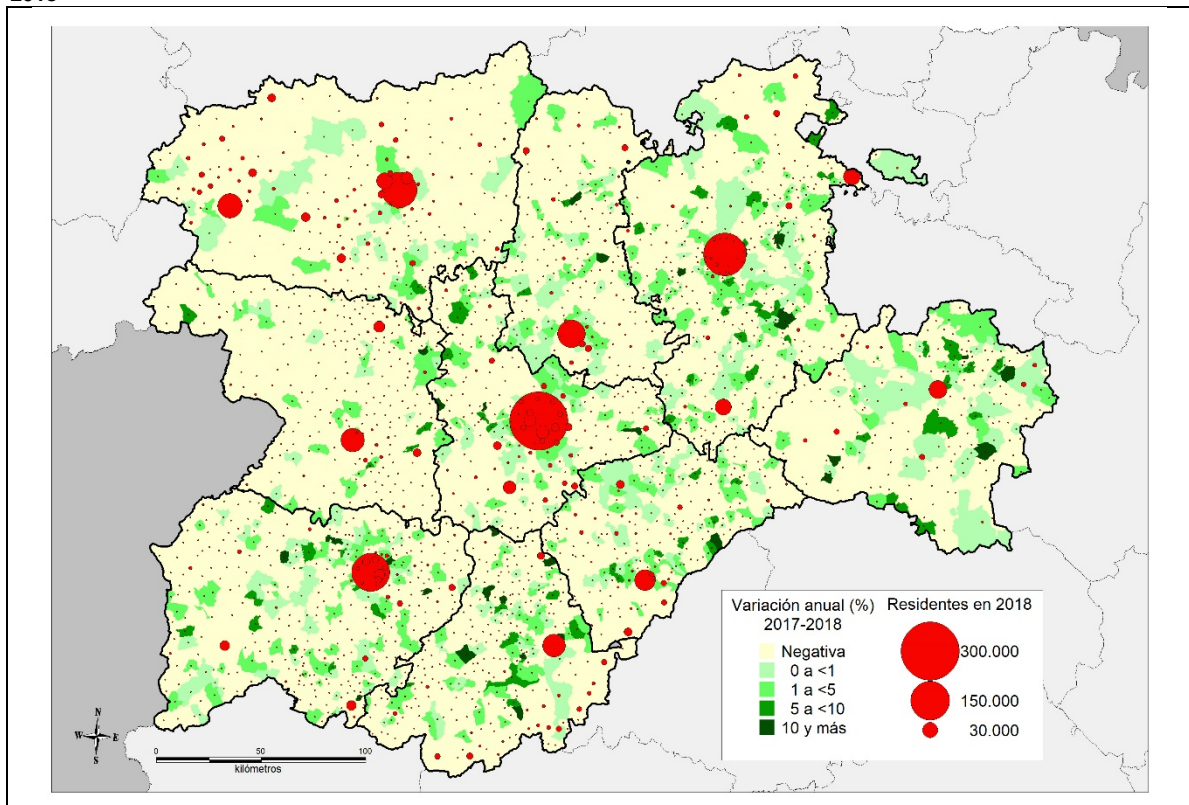 Variación anual (%)
2017-2018
Negativa
0 a <1
1 a <5
5 a <10
10 y más
Residentes en 2018
300.000
150.000
30.000
N
W E
S
0 50 100
kilómetros